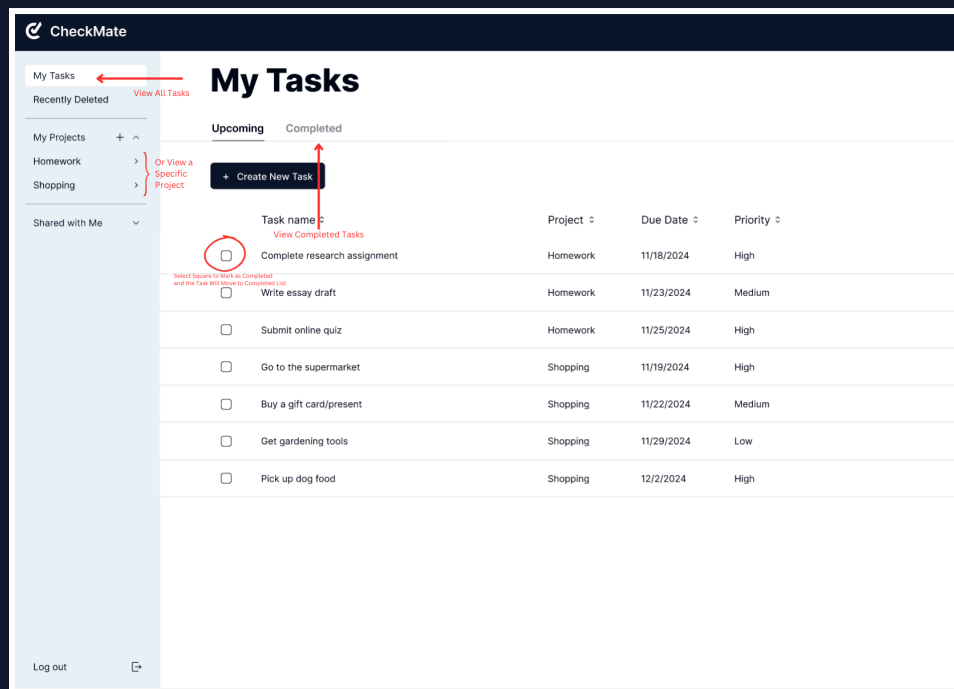 CheckMate
My Tasks
Recently Deleted
View All Tasks
My Projects
Homework
Shopping
Or View a
Specific
Project
Shared with Me
Log out
My Tasks
Upcoming Completed
+ Create New Task
View Completed Tasks
Task name Project Due Date Priority
Complete research assignment Homework 11/18/2024 High
Select Square to Mark as Completed
and the Task Will Move to Completed List
Write essay draft Homework 11/23/2024 Medium
Submit online quiz Homework 11/25/2024 High
Go to the supermarket Shopping 11/19/2024 High
Buy a gift card/present Shopping 11/22/2024 Medium
Get gardening tools Shopping 11/29/2024 Low
Pick up dog food Shopping 12/2/2024 High